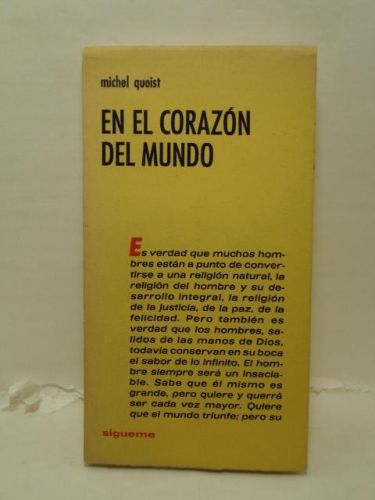 michel quoist
EN EL CORAZÓN
DEL MUNDO
Es verdad que muchos hom-
bres están a punto de conver-
tirse a una religión natural, la
religión del hombre y su de-
sarrollo integral, la religión
de la justicia, de la paz, de la
felicidad. Pero también es
verdad que los hombres, sa-
lidos de las manos de Dios,
todavía conservan en su boca
el sabor de lo infinito. El hom-
bre siempre será un insacia-
ble. Sabe que él mismo es
grande, pero quiere y querrá
ser cada vez mayor. Quiere
que el mundo triunfe; pero su
sígueme